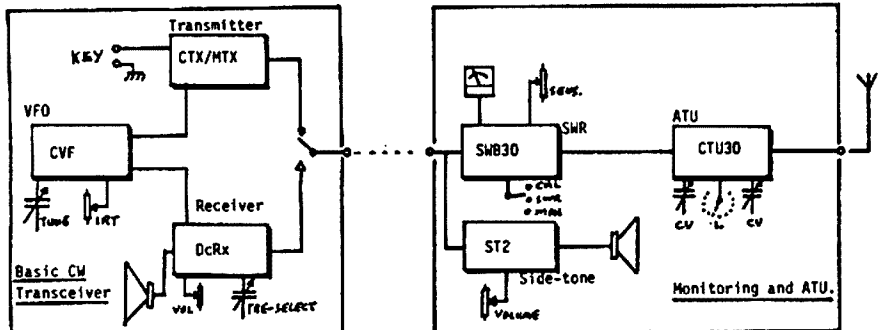 Transmitter
KEY
CTX/MTX
VFO
CVF
TUNE
IRT
Receiver
DcRx
VOL
PRE-SELECT
Basic CW
Transceiver
SENS.
SWR
SWB30
CAL
SWR
ATU
CTU30
CV
L
CV
ST2
Side-tone
VOLUME
Monitoring and ATU.